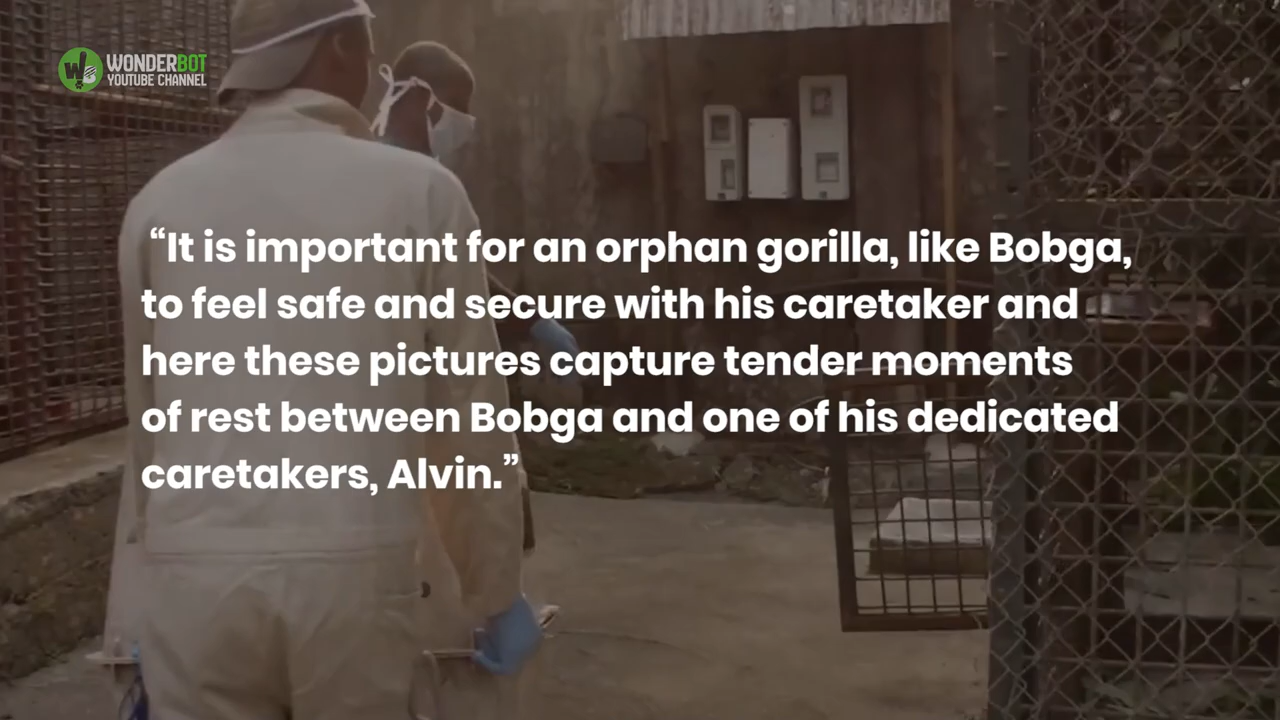 WONDERBOT
YOUTUBE CHANNEL
“It is important for an orphan gorilla, like Bobga,
to feel safe and secure with his caretaker and
here these pictures capture tender moments
of rest between Bobga and one of his dedicated
caretakers, Alvin.”